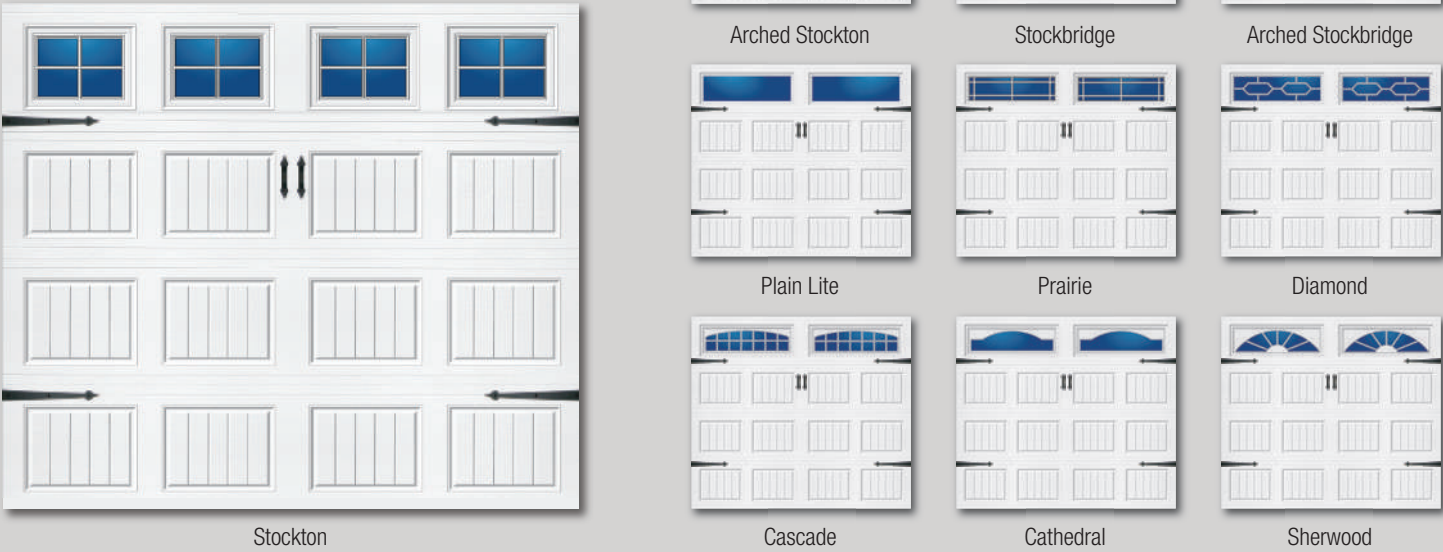 Arched Stockton
Stockbridge
Arched Stockbridge
Plain Lite
Prairie
Diamond
Cascade
Cathedral
Sherwood
Stockton